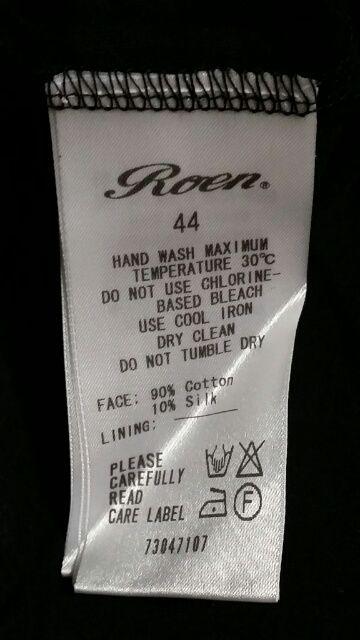 Roen®
44
HAND WASH MAXIMUM
TEMPERATURE 30℃
DO NOT USE CHLORINE-
BASED BLEACH
USE COOL IRON
DRY CLEAN
DO NOT TUMBLE DRY
FACE: 90% Cotton
10% Silk
LINING:
PLEASE
CAREFULLY
READ
CARE LABEL
F
73047107